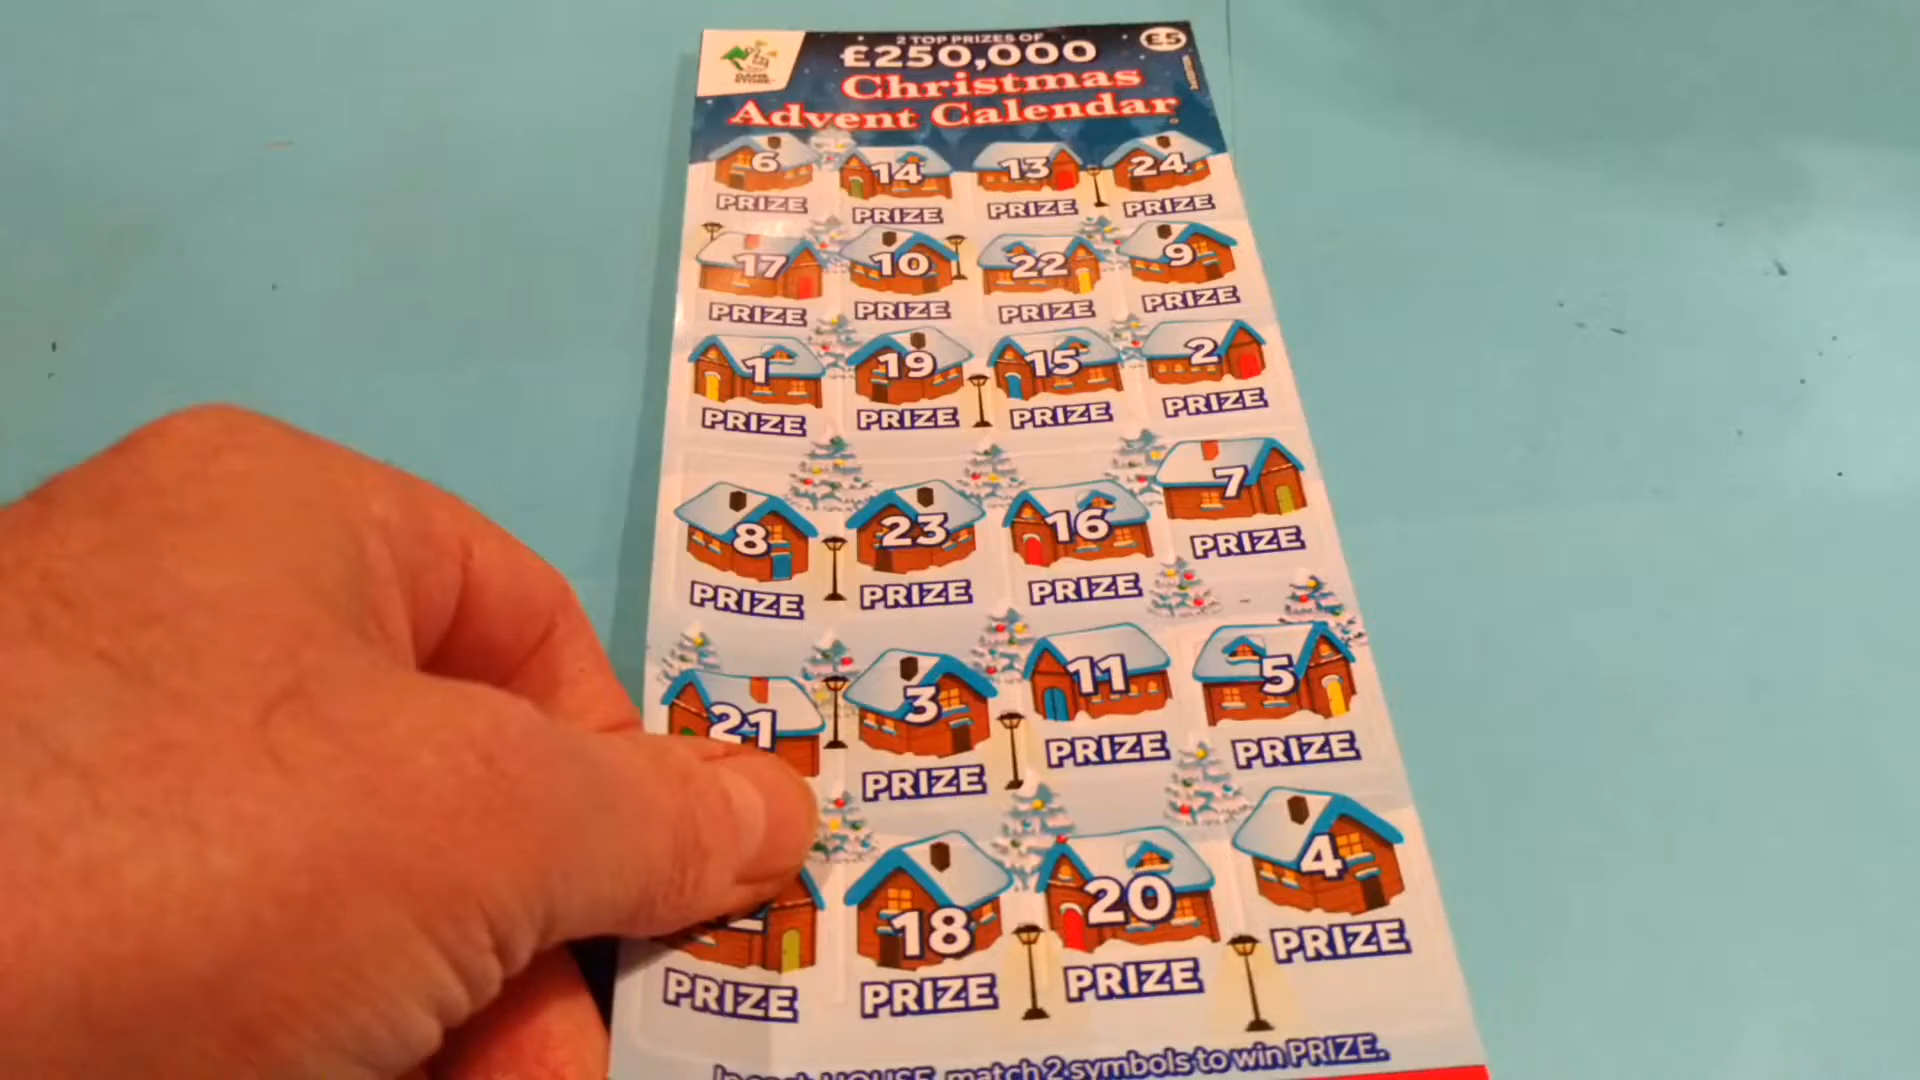 2 TOP PRIZES OF
£250,000
£5
Christmas
Advent Calendar
6 14 13 24
PRIZE PRIZE PRIZE PRIZE
17 10 22 9
PRIZE PRIZE PRIZE PRIZE
1 19 15 2
PRIZE PRIZE PRIZE PRIZE
8 23 16 7
PRIZE PRIZE PRIZE PRIZE
21 3 11 5
PRIZE PRIZE PRIZE
18 20 4
PRIZE PRIZE PRIZE PRIZE
In each HOUSE, match 2 symbols to win PRIZE.